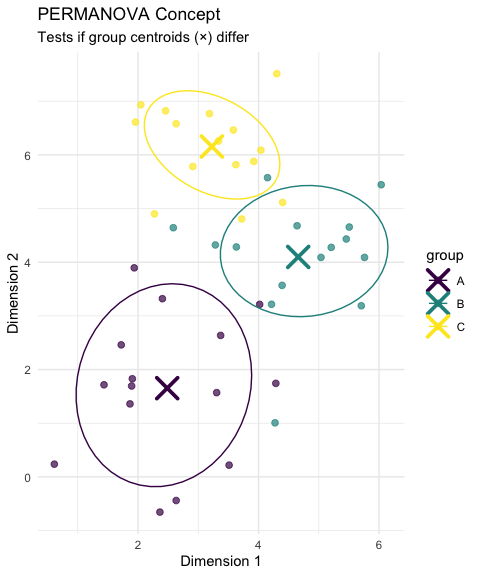 PERMANOVA Concept
Tests if group centroids (×) differ
6
4
2
0
2
4
6
Dimension 1
Dimension 2
group
A
B
C